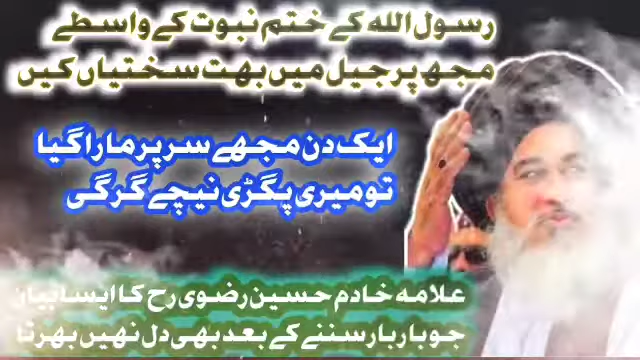 رسول الله کے ختم نبوت کے واسطے
مجھ پر جیل میں بہت سختیاں کیں
ایک دن مجھے سر پر مارا گیا
تو میری پگڑی نیچے گر گی
علامہ خادم حسین رضوی رح کا ایسا بیان
جو بار بار سننے کے بعد بھی دل نہیں بھرتا